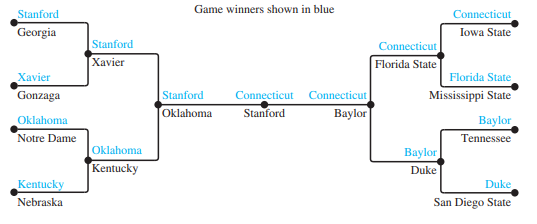 Game winners shown in blue
Stanford
Georgia
Stanford
Xavier
Xavier
Gonzaga
Oklahoma
Notre Dame
Oklahoma
Kentucky
Kentucky
Nebraska
Stanford
Oklahoma
Connecticut
Stanford
Connecticut
Baylor
Connecticut
Florida State
Connecticut
Iowa State
Florida State
Mississippi State
Baylor
Duke
Baylor
Tennessee
Duke
San Diego State